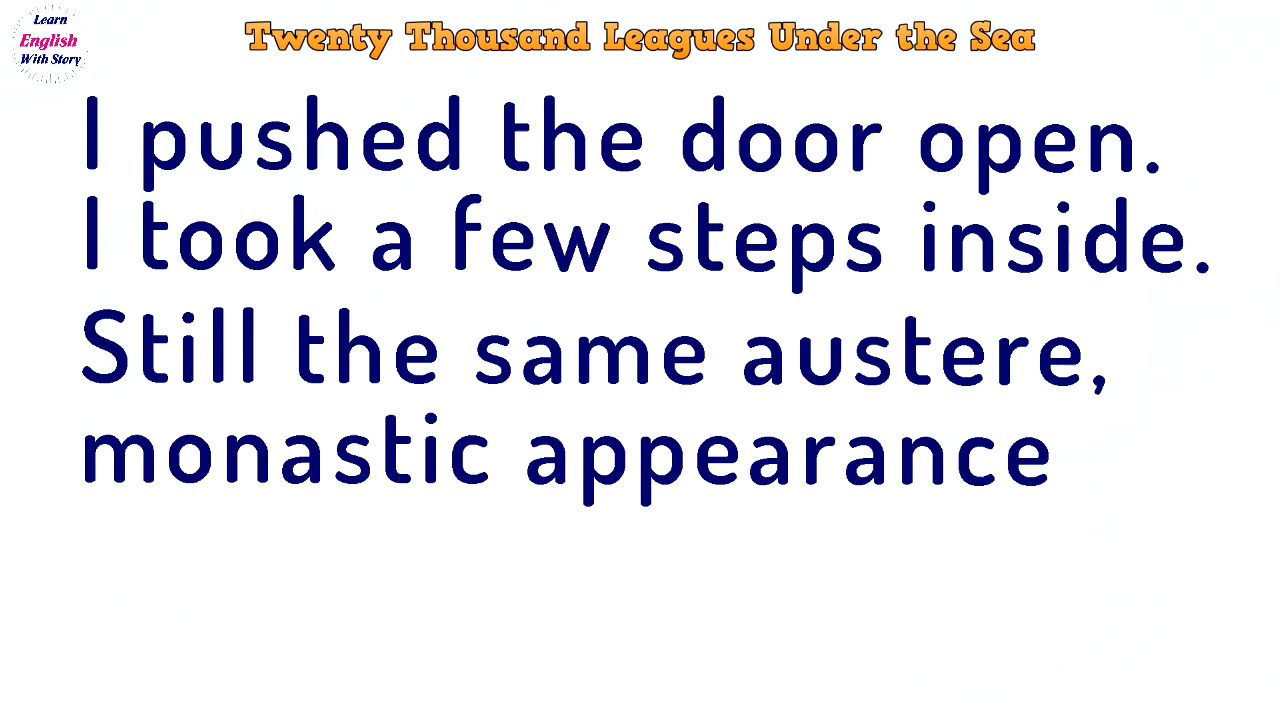 Learn
English
With Story
Twenty Thousand Leagues Under the Sea
I pushed the door open.
I took a few steps inside.
Still the same austere,
monastic appearance